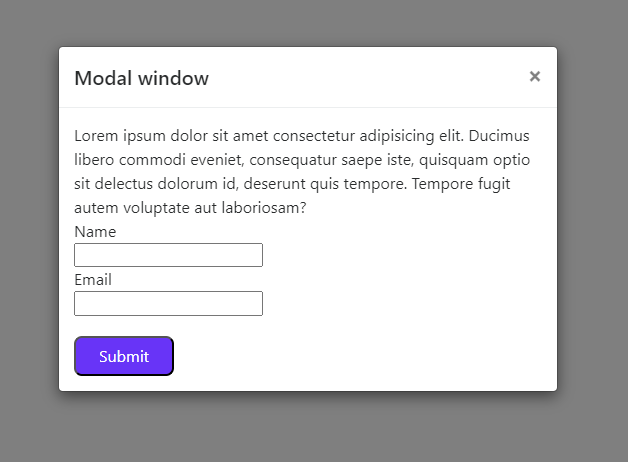 Modal window
×
Lorem ipsum dolor sit amet consectetur adipisicing elit. Ducimus
libero commodi eveniet, consequatur saepe iste, quisquam optio
sit delectus dolorum id, deserunt quis tempore. Tempore fugit
autem voluptate aut laboriosam?
Name
Email
Submit